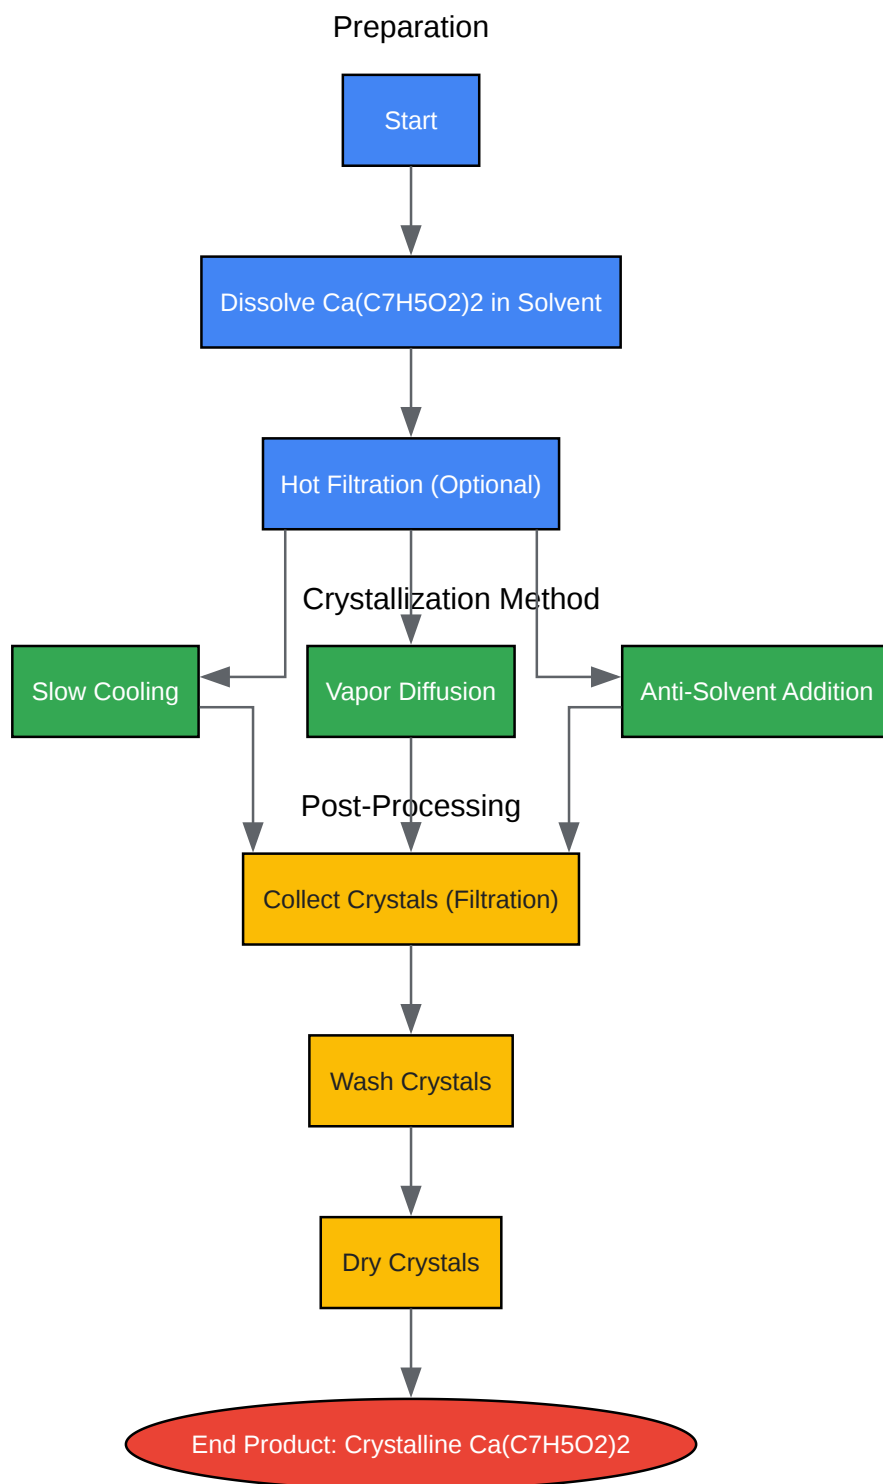 Preparation
Start
Dissolve Ca(C7H5O2)2 in Solvent
Hot Filtration (Optional)
Crystallization Method
Slow Cooling
Vapor Diffusion
Anti-Solvent Addition
Post-Processing
Collect Crystals (Filtration)
Wash Crystals
Dry Crystals
End Product: Crystalline Ca(C7H5O2)2